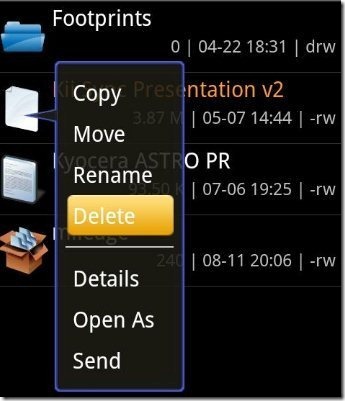 Footprints
0 | 04-22 18:31 | drw
Presentation v2
3.87 M | 05-07 14:44 | -rw
Kyocera ASTRO PR
93.50 K | 07-06 19:25 | -rw
mileage
240 | 08-11 20:06 | -rw
Copy
Move
Rename
Delete
Details
Open As
Send